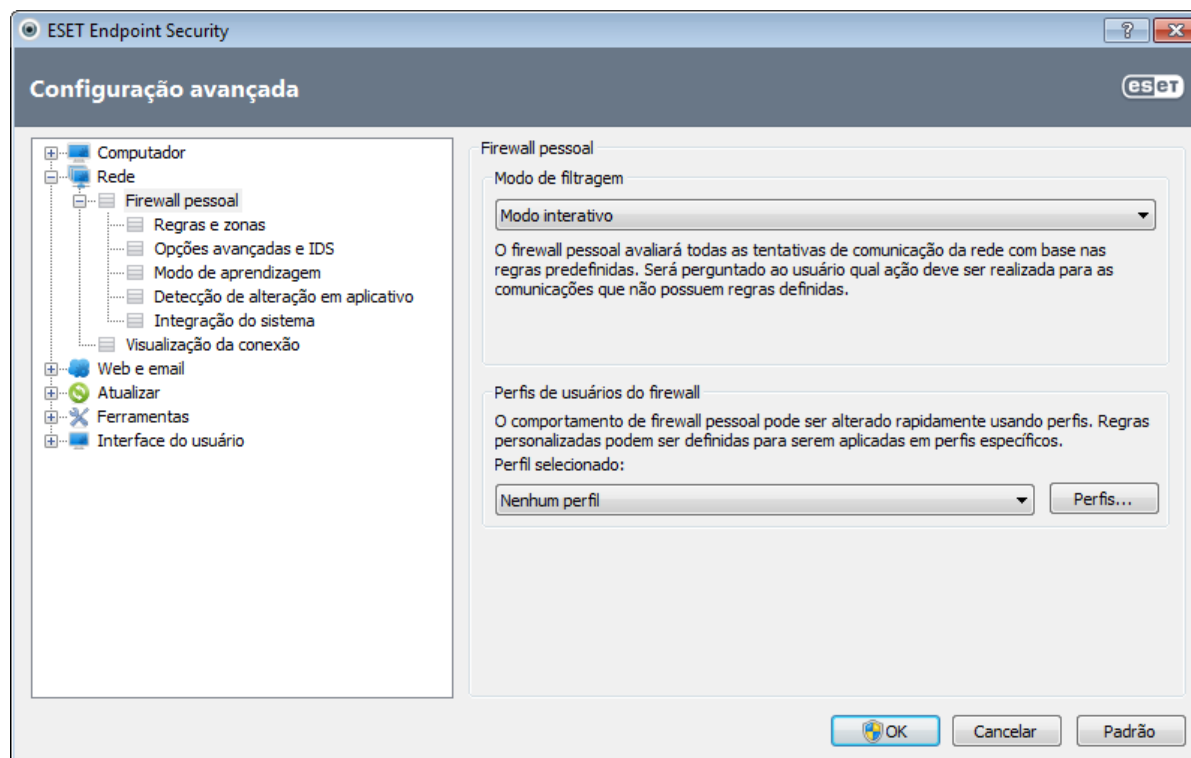 ESET Endpoint Security
?
Configuração avançada
eset
Computador
Rede
Firewall pessoal
Regras e zonas
Opções avançadas e IDS
Modo de aprendizagem
Detecção de alteração em aplicativo
Integração do sistema
Visualização da conexão
Web e email
Atualizar
Ferramentas
Interface do usuário
Firewall pessoal
Modo de filtragem
Modo interativo
O firewall pessoal avaliará todas as tentativas de comunicação da rede com base nas
regras predefinidas. Será perguntado ao usuário qual ação deve ser realizada para as
comunicações que não possuem regras definidas.
Perfis de usuários do firewall
O comportamento de firewall pessoal pode ser alterado rapidamente usando perfis. Regras
personalizadas podem ser definidas para serem aplicadas em perfis específicos.
Perfil selecionado:
Nenhum perfil
Perfis...
OK
Cancelar
Padrão